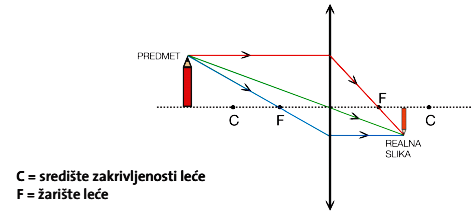 PREDMET
C
F
F
C
REALNA
SLIKA
C = središte zakrivljenosti leće
F = žarište leće